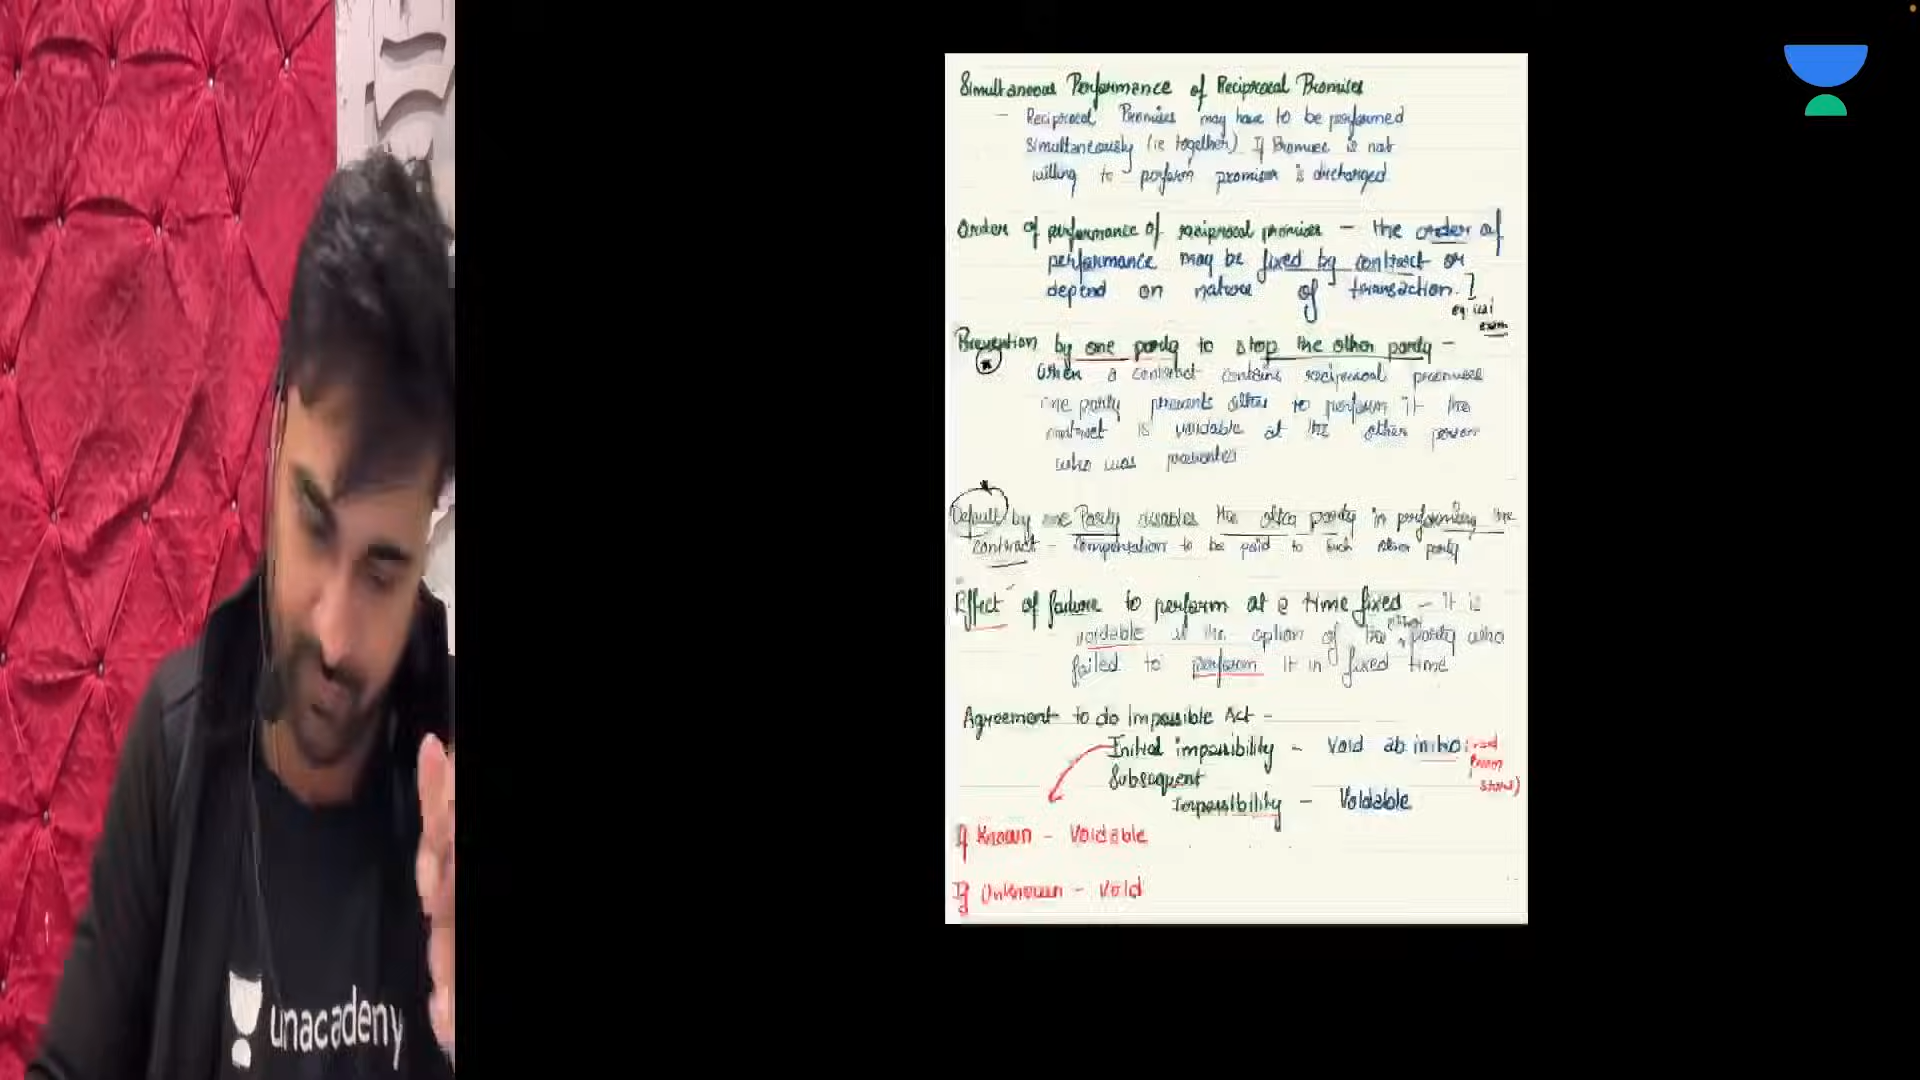 Simultaneous Performance of Reciprocal Promises
- Reciprocal Promises may have to be performed
simultaneously (ie together) If Promisee is not
willing to perform promisor is discharged
Order of performance of reciprocal promises - the order of
performance may be fixed by contract or
depend on nature of transaction.]
eg icai
exam
Prevention by one party to stop the other party -
When a contract contains reciprocal promises
one party prevents other to perform it the
contract is voidable at the other person
who was prevented
Default by one Party disables the other party in performing the
contract - compensation to be paid to such other party
Effect of failure to perform at a time fixed - It is
voidable at the option of the other party who
failed to perform it in fixed time
Agreement to do Impossible Act -
Initial impossibility - Void ab initio
from
Subsequent
Impossibility - Voidable
If Known - Voidable
If Unknown - Void
unacademy